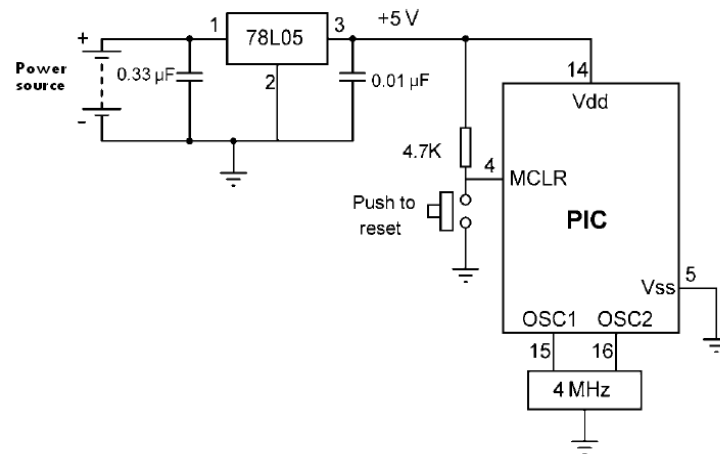 1
78L05
3
+5 V
+
Power
source
-
0.33 µF
2
0.01 µF
14
Vdd
4.7K
4
MCLR
Push to
reset
PIC
5
Vss
OSC1
OSC2
15
16
4 MHz